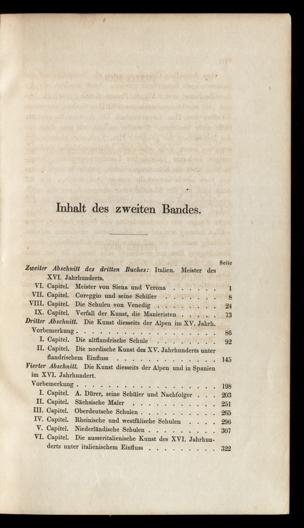 Inhalt des zweiten Bandes.
Seite
Zweiter Abschnitt des dritten Buches: Italien. Meister des
XVI. Jahrhunderts.
VI. Capitel. Meister von Siena und Verona . . . . . . . 1
VII. Capitel. Coreggio und seine Schüler . . . . . . . . 8
VIII. Capitel. Die Schulen von Venedig . . . . . . . . . 24
IX. Capitel. Verfall der Kunst, die Manieristen . . . . . 73
Dritter Abschnitt. Die Kunst diesseits der Alpen im XV. Jahrh.
Vorbemerkung . . . . . . . . . . . . . . . . . . . 86
I. Capitel. Die altflandrische Schule . . . . . . . . . . 92
II. Capitel. Die nordische Kunst des XV. Jahrhunderts unter
flandrischem Einfluss . . . . . . . . . . . . . . 145
Vierter Abschnitt. Die Kunst diesseits der Alpen und in Spanien
im XVI. Jahrhundert.
Vorbemerkung . . . . . . . . . . . . . . . . . . . 198
I. Capitel. A. Dürer, seine Schüler und Nachfolger . . . 203
II. Capitel. Sächsische Maler . . . . . . . . . . . . . 251
III. Capitel. Oberdeutsche Schulen . . . . . . . . . . . 265
IV. Capitel. Rheinische und westfälische Schulen . . . . 296
V. Capitel. Niederländische Schulen . . . . . . . . . . 307
VI. Capitel. Die ausseritalienische Kunst des XVI. Jahrhun-
derts unter italienischem Einfluss . . . . . . . . . 322